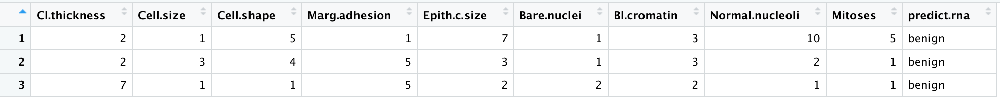 Cl.thickness Cell.size Cell.shape Marg.adhesion Epith.c.size Bare.nuclei Bl.cromatin Normal.nucleoli Mitoses predict.rna
1 2 1 5 1 7 1 3 10 5 benign
2 2 3 4 5 3 1 3 2 1 benign
3 7 1 1 5 2 2 2 1 1 benign